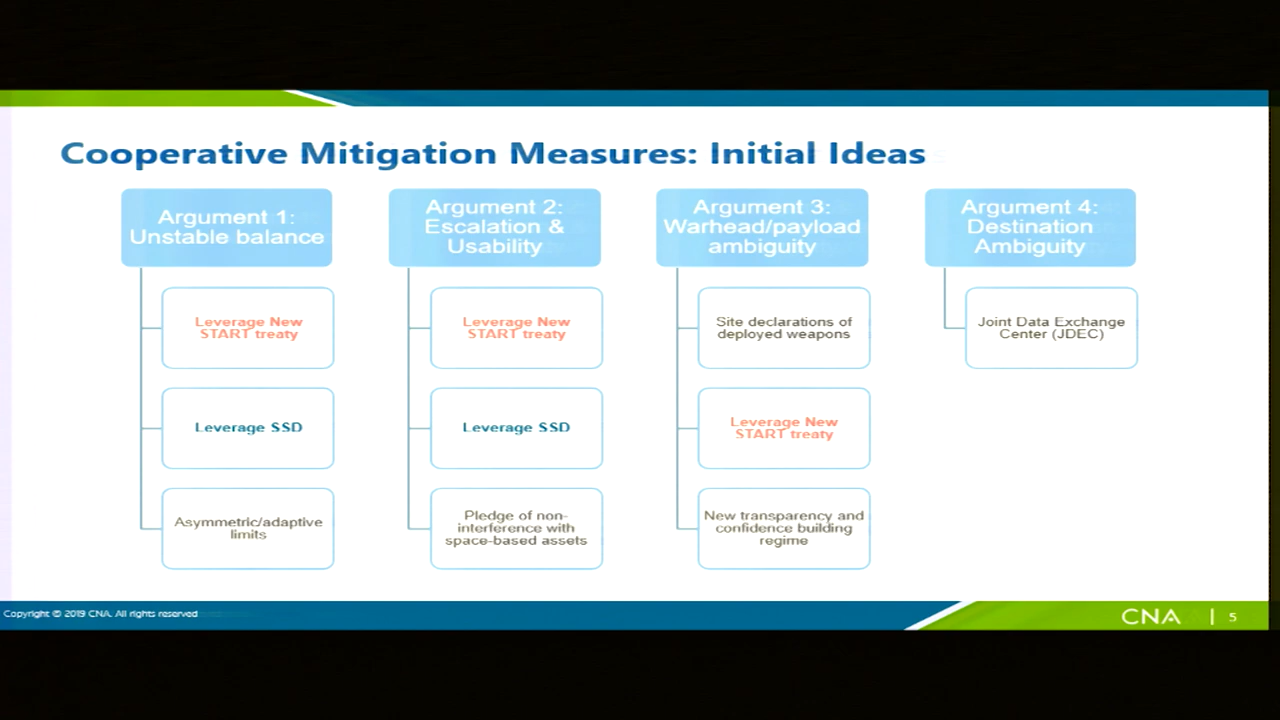 Cooperative Mitigation Measures: Initial Ideas
Argument 1:
Unstable balance
Leverage New
START treaty
Leverage SSD
Asymmetric/adaptive
limits
Argument 2:
Escalation &
Usability
Leverage New
START treaty
Leverage SSD
Pledge of non-
interference with
space-based assets
Argument 3:
Warhead/payload
ambiguity
Site declarations of
deployed weapons
Leverage New
START treaty
New transparency and
confidence building
regime
Argument 4:
Destination
Ambiguity
Joint Data Exchange
Center (JDEC)
Copyright © 2019 CNA. All rights reserved
CNA | 5